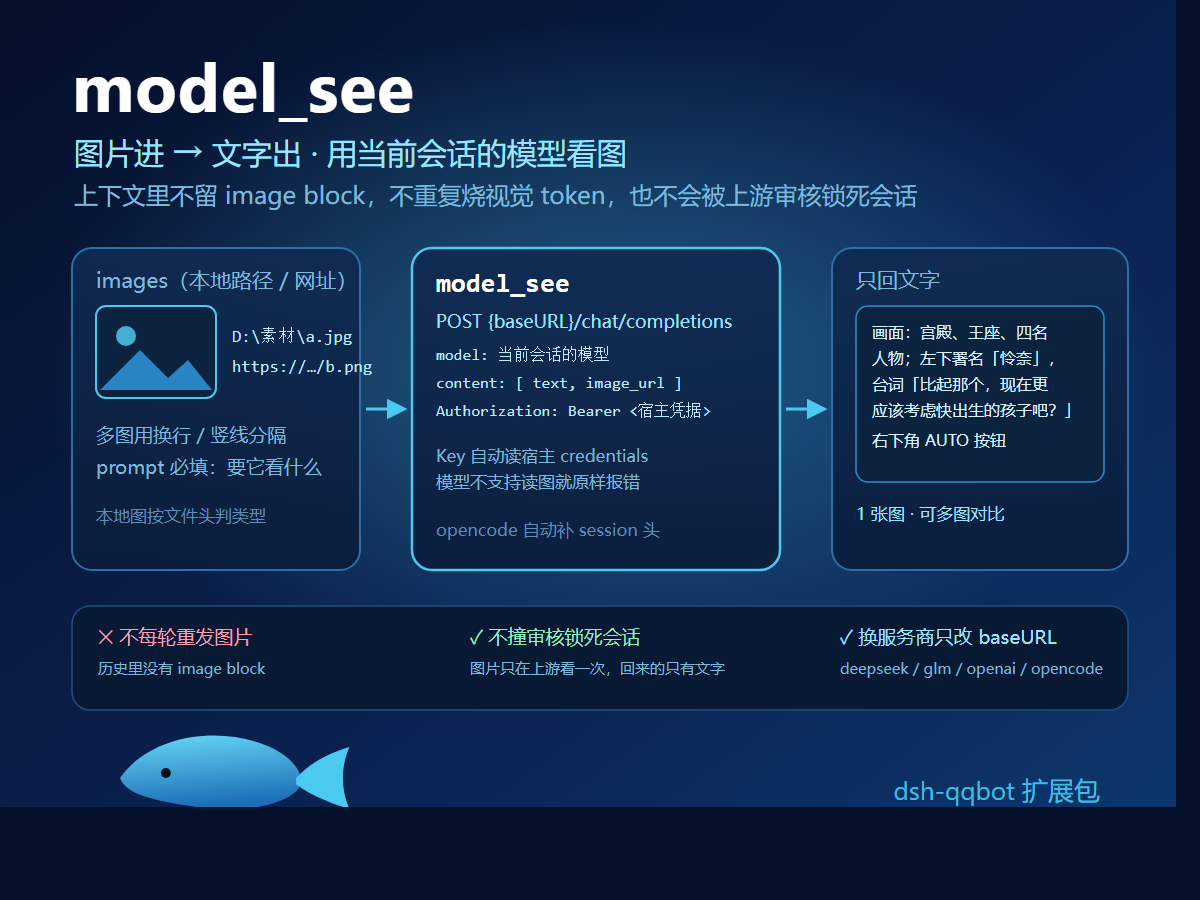 model_see
图片进 → 文字出 · 用当前会话的模型看图
上下文里不留 image block，不重复烧视觉 token，也不会被上游审核锁死会话
images（本地路径 / 网址）
D:\素材\a.jpg
https://…/b.png
多图用换行 / 竖线分隔
prompt 必填：要它看什么
本地图按文件头判类型
model_see
POST {baseURL}/chat/completions
model: 当前会话的模型
content: [ text, image_url ]
Authorization: Bearer <宿主凭据>
Key 自动读宿主 credentials
模型不支持读图就原样报错
opencode 自动补 session 头
只回文字
画面：宫殿、王座、四名
人物；左下署名「怜奈」，
台词「比起那个，现在更
应该考虑快出生的孩子吧？」
右下角 AUTO 按钮
1 张图 · 可多图对比
✕ 不每轮重发图片
历史里没有 image block
✓ 不撞审核锁死会话
图片只在上游看一次，回来的只有文字
✓ 换服务商只改 baseURL
deepseek / glm / openai / opencode
dsh-qqbot 扩展包